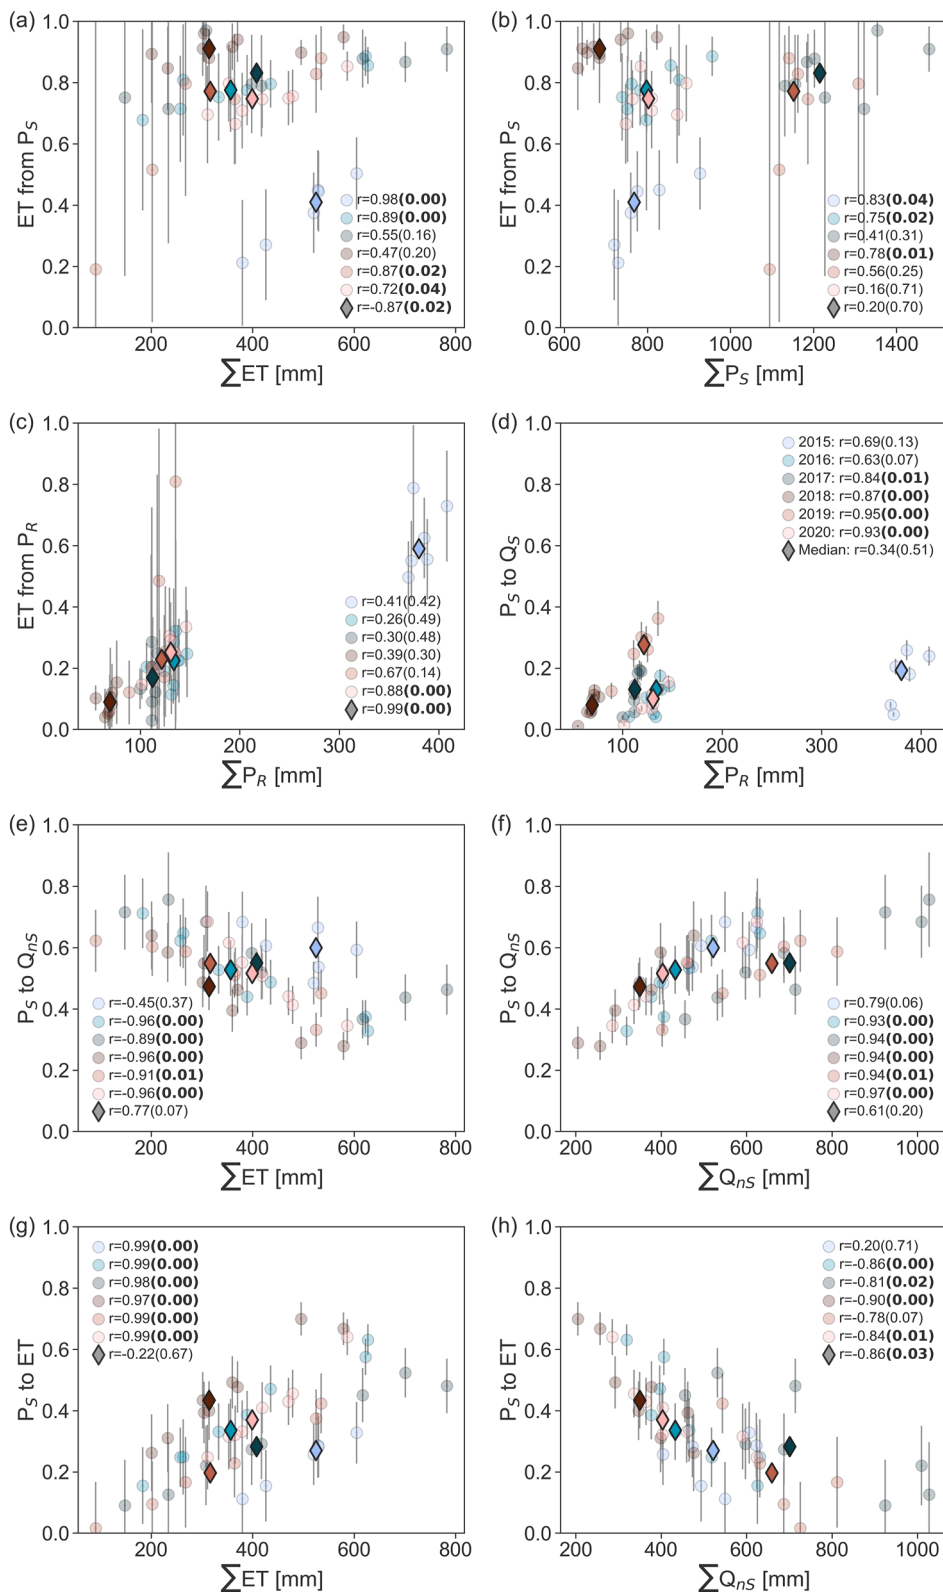 (a)
1.0
0.8
0.6
0.4
0.2
0.0
ET from P_S
r=0.98(0.00)
r=0.89(0.00)
r=0.55(0.16)
r=0.47(0.20)
r=0.87(0.02)
r=0.72(0.04)
r=-0.87(0.02)
200 400 600 800
∑ET [mm]
(b)
1.0
0.8
0.6
0.4
0.2
0.0
ET from P_S
r=0.83(0.04)
r=0.75(0.02)
r=0.41(0.31)
r=0.78(0.01)
r=0.56(0.25)
r=0.16(0.71)
r=0.20(0.70)
600 800 1000 1200 1400
∑P_S [mm]
(c)
1.0
0.8
0.6
0.4
0.2
0.0
ET from P_R
r=0.41(0.42)
r=0.26(0.49)
r=0.30(0.48)
r=0.39(0.30)
r=0.67(0.14)
r=0.88(0.00)
r=0.99(0.00)
100 200 300 400
∑P_R [mm]
(d)
1.0
0.8
0.6
0.4
0.2
0.0
P_S to Q_S
2015: r=0.69(0.13)
2016: r=0.63(0.07)
2017: r=0.84(0.01)
2018: r=0.87(0.00)
2019: r=0.95(0.00)
2020: r=0.93(0.00)
Median: r=0.34(0.51)
100 200 300 400
∑P_R [mm]
(e)
1.0
0.8
0.6
0.4
0.2
0.0
P_S to Q_nS
r=-0.45(0.37)
r=-0.96(0.00)
r=-0.89(0.00)
r=-0.96(0.00)
r=-0.91(0.01)
r=-0.96(0.00)
r=0.77(0.07)
200 400 600 800
∑ET [mm]
(f)
1.0
0.8
0.6
0.4
0.2
0.0
P_S to Q_nS
r=0.79(0.06)
r=0.93(0.00)
r=0.94(0.00)
r=0.94(0.00)
r=0.94(0.01)
r=0.97(0.00)
r=0.61(0.20)
200 400 600 800 1000
∑Q_nS [mm]
(g)
1.0
0.8
0.6
0.4
0.2
0.0
P_S to ET
r=0.99(0.00)
r=0.99(0.00)
r=0.98(0.00)
r=0.97(0.00)
r=0.99(0.00)
r=0.99(0.00)
r=-0.22(0.67)
200 400 600 800
∑ET [mm]
(h)
1.0
0.8
0.6
0.4
0.2
0.0
P_S to ET
r=0.20(0.71)
r=-0.86(0.00)
r=-0.81(0.02)
r=-0.90(0.00)
r=-0.78(0.07)
r=-0.84(0.01)
r=-0.86(0.03)
200 400 600 800 1000
∑Q_nS [mm]